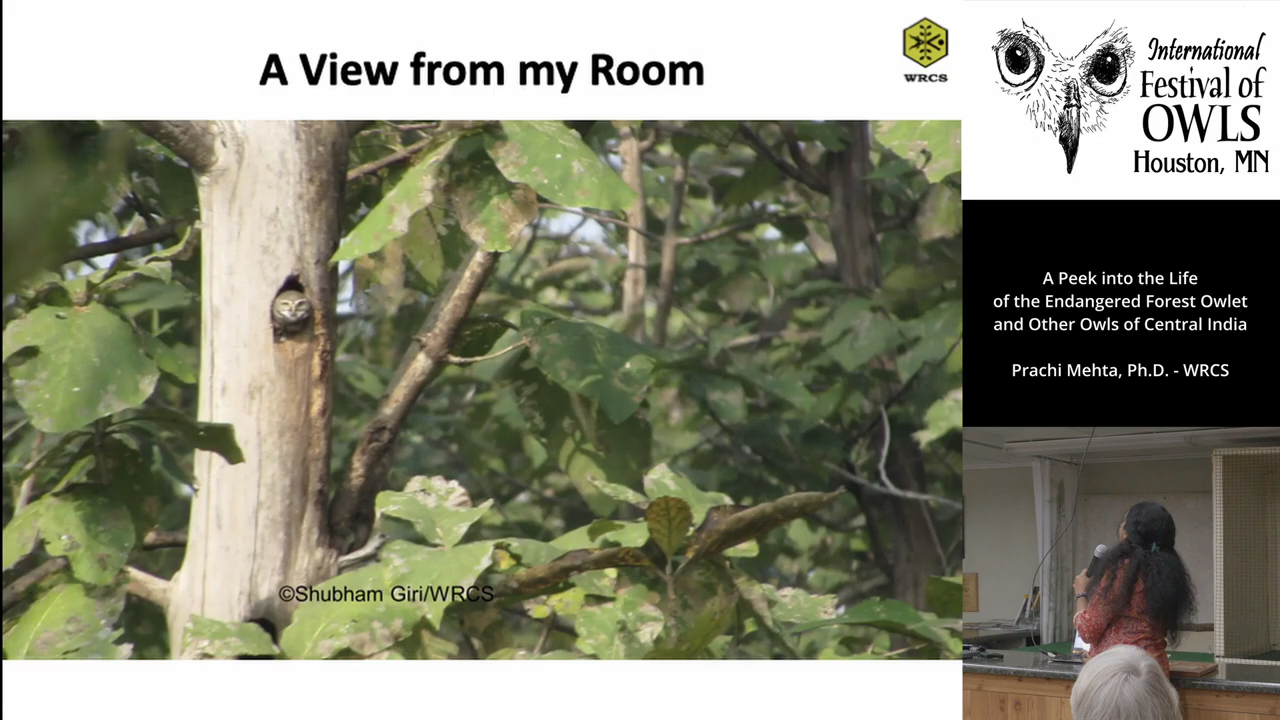 A View from my Room
WRCS
©Shubham Giri/WRCS
International
Festival of
OWLS
Houston, MN
A Peek into the Life
of the Endangered Forest Owlet
and Other Owls of Central India
Prachi Mehta, Ph.D. - WRCS